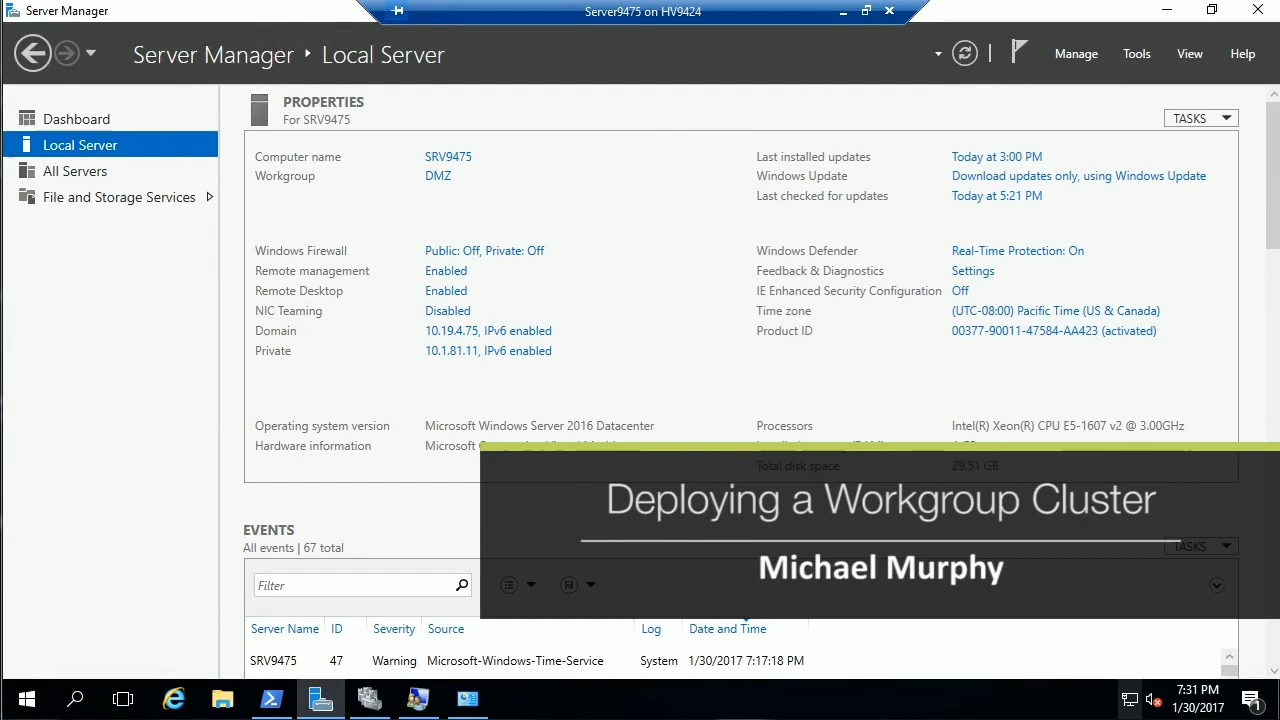 Server Manager
Server9475 on HV9424
Server Manager ‣ Local Server
Manage Tools View Help
Dashboard
Local Server
All Servers
File and Storage Services
PROPERTIES
For SRV9475
TASKS
Computer name SRV9475
Workgroup DMZ
Last installed updates Today at 3:00 PM
Windows Update Download updates only, using Windows Update
Last checked for updates Today at 5:21 PM
Windows Firewall Public: Off, Private: Off
Remote management Enabled
Remote Desktop Enabled
NIC Teaming Disabled
Domain 10.19.4.75, IPv6 enabled
Private 10.1.81.11, IPv6 enabled
Windows Defender Real-Time Protection: On
Feedback & Diagnostics Settings
IE Enhanced Security Configuration Off
Time zone (UTC-08:00) Pacific Time (US & Canada)
Product ID 00377-90011-47584-AA423 (activated)
Operating system version Microsoft Windows Server 2016 Datacenter
Hardware information Microsoft
Processors Intel(R) Xeon(R) CPU E5-1607 v2 @ 3.00GHz
Total disk space 29.51 GB
Deploying a Workgroup Cluster
Michael Murphy
EVENTS
All events | 67 total
TASKS
Filter
Server Name ID Severity Source Log Date and Time
SRV9475 47 Warning Microsoft-Windows-Time-Service System 1/30/2017 7:17:18 PM
7:31 PM
1/30/2017
1